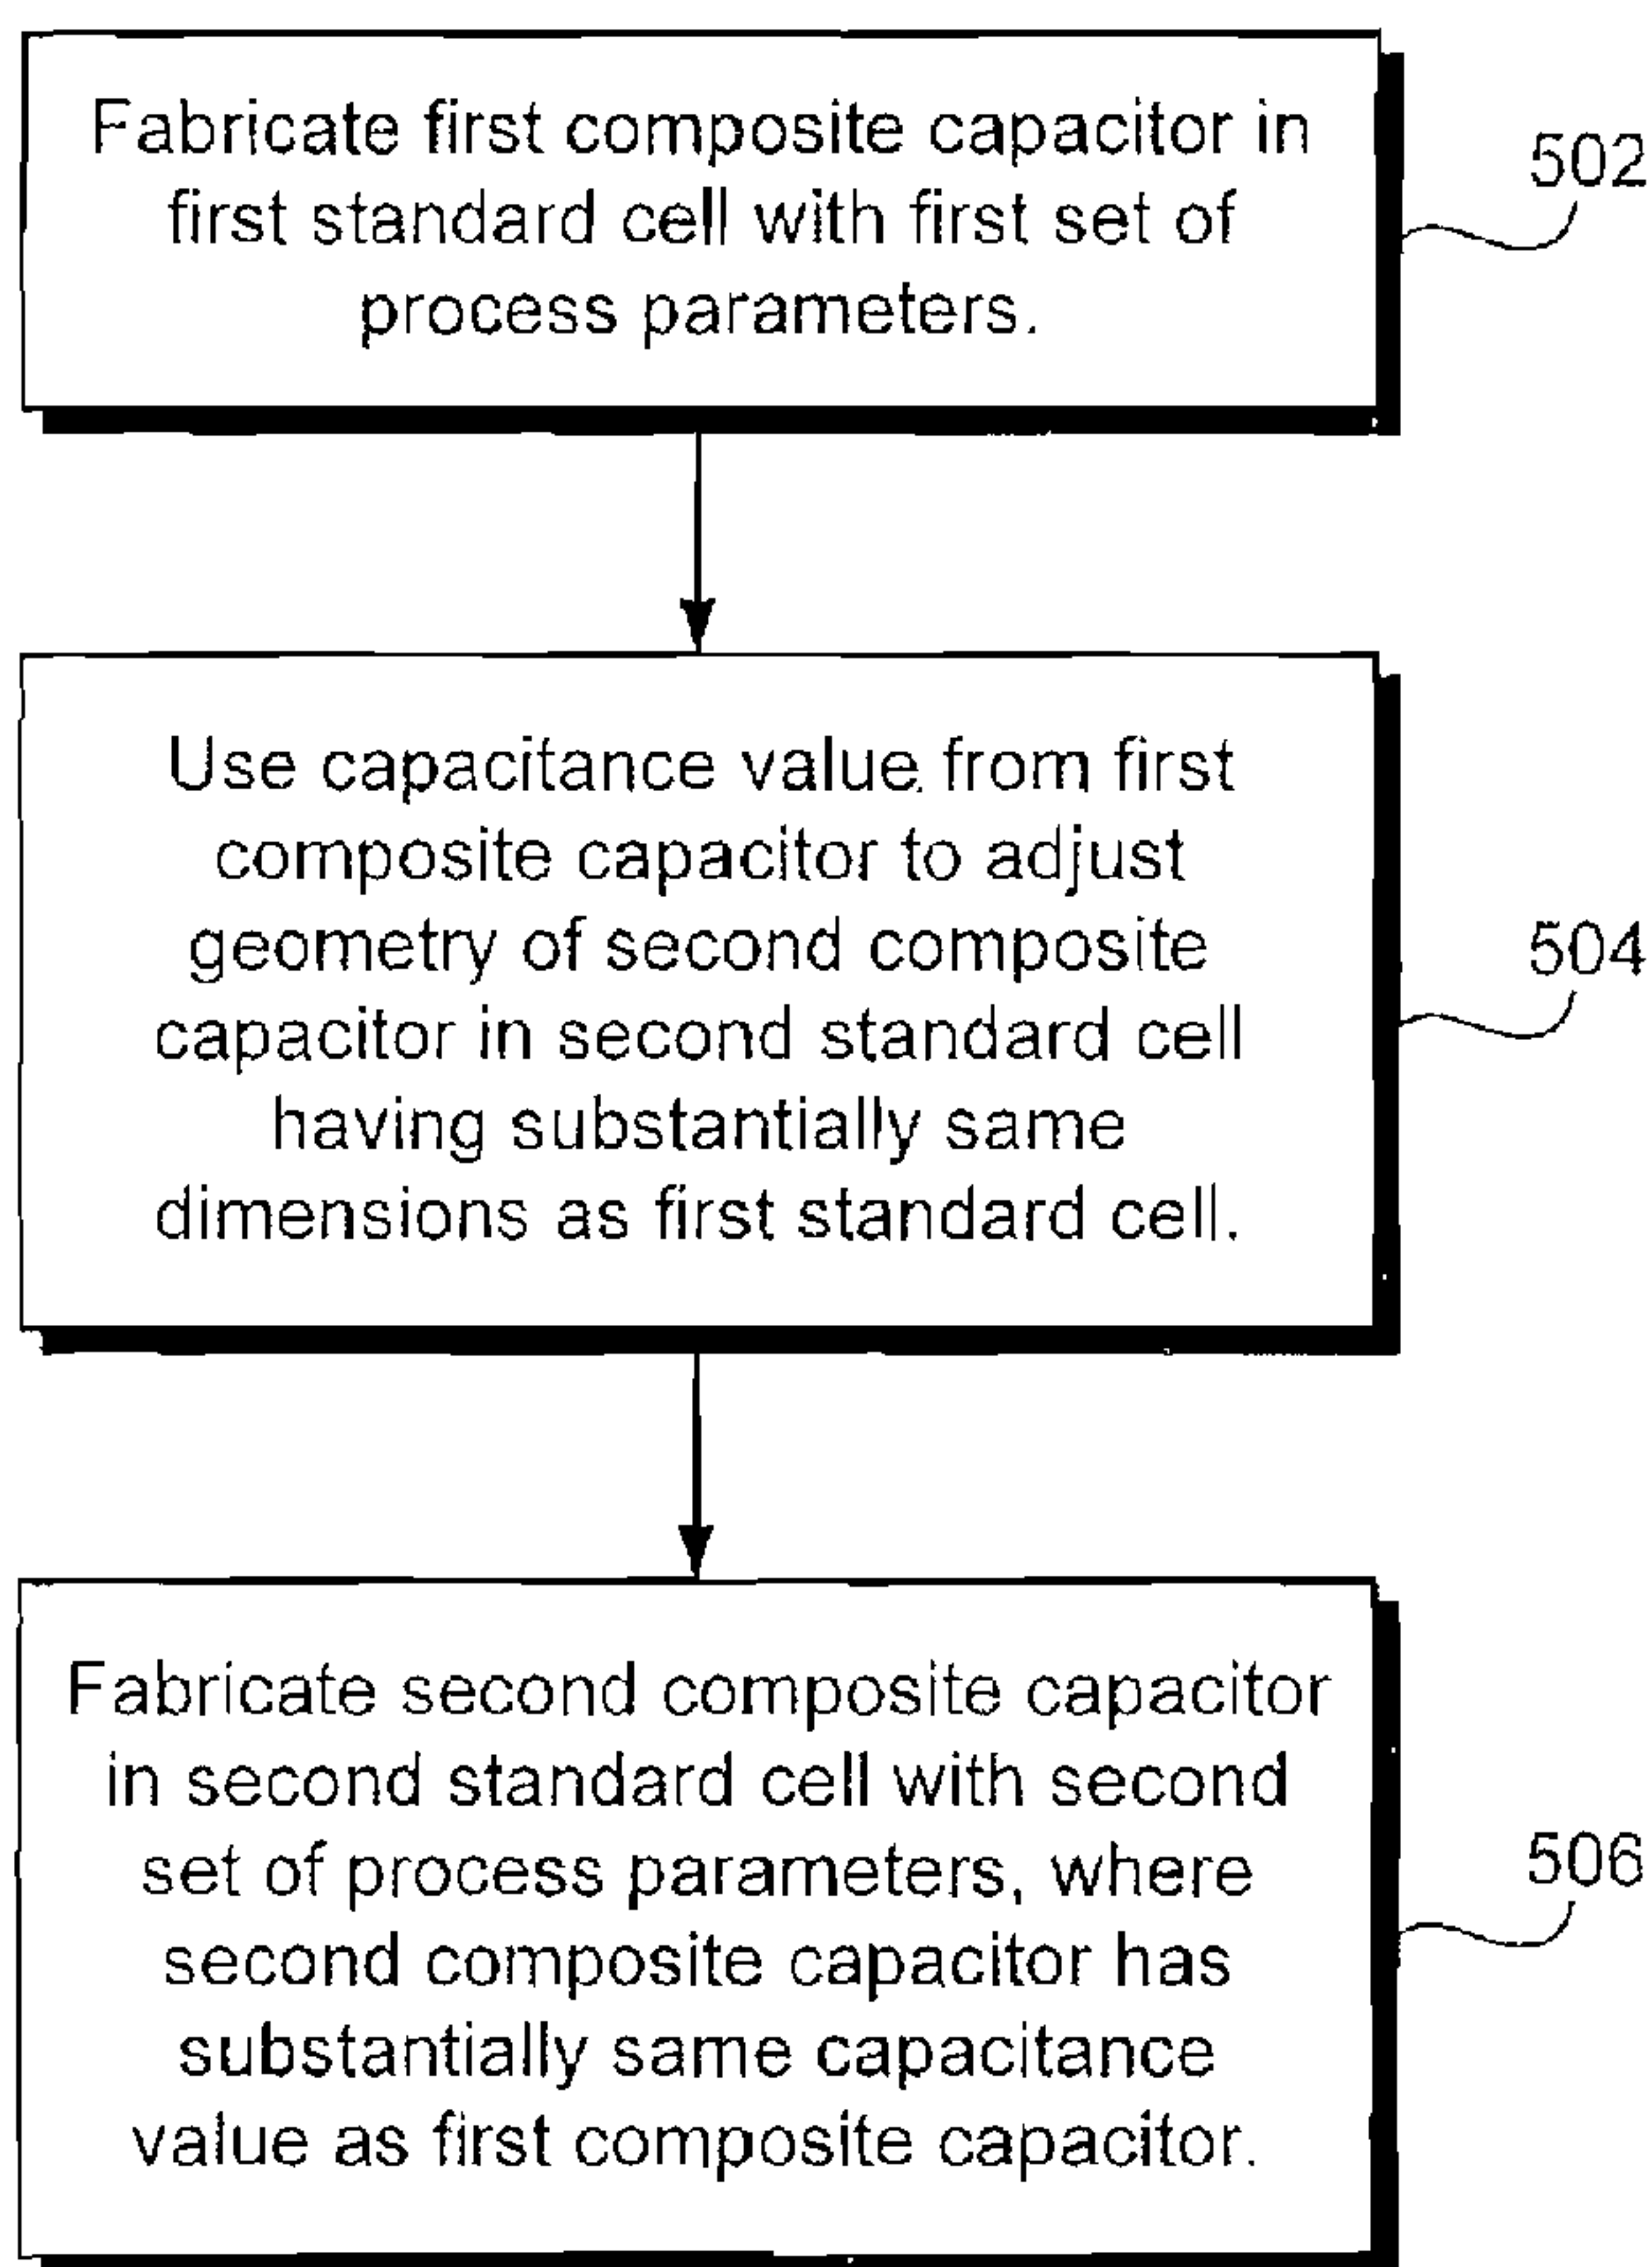 Fabricate first composite capacitor in
first standard cell with first set of
process parameters.
502
Use capacitance value from first
composite capacitor to adjust
geometry of second composite
capacitor in second standard cell
having substantially same
dimensions as first standard cell.
504
Fabricate second composite capacitor
in second standard cell with second
set of process parameters, where
second composite capacitor has
substantially same capacitance
value as first composite capacitor.
506